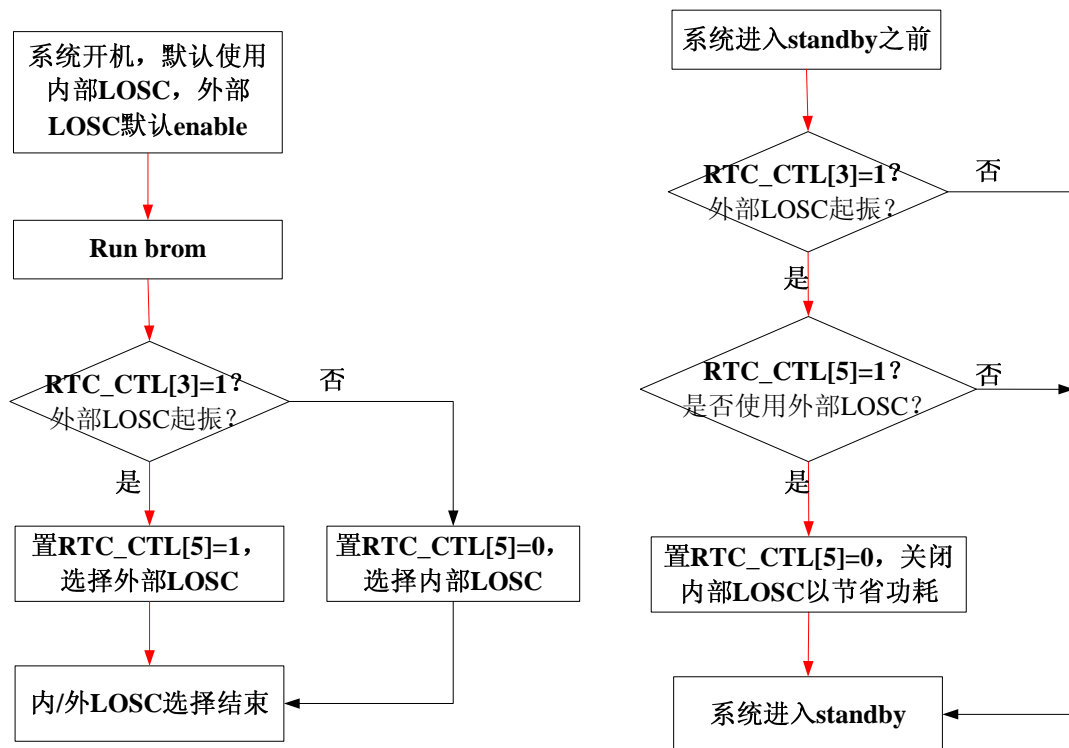 系统开机，默认使用
内部LOSC，外部
LOSC默认enable
Run brom
RTC_CTL[3]=1？
外部LOSC起振？
否
是
置RTC_CTL[5]=1，
选择外部LOSC
置RTC_CTL[5]=0，
选择内部LOSC
内/外LOSC选择结束
系统进入standby之前
RTC_CTL[3]=1？
外部LOSC起振？
否
是
RTC_CTL[5]=1？
是否使用外部LOSC？
否
是
置RTC_CTL[5]=0，关闭
内部LOSC以节省功耗
系统进入standby